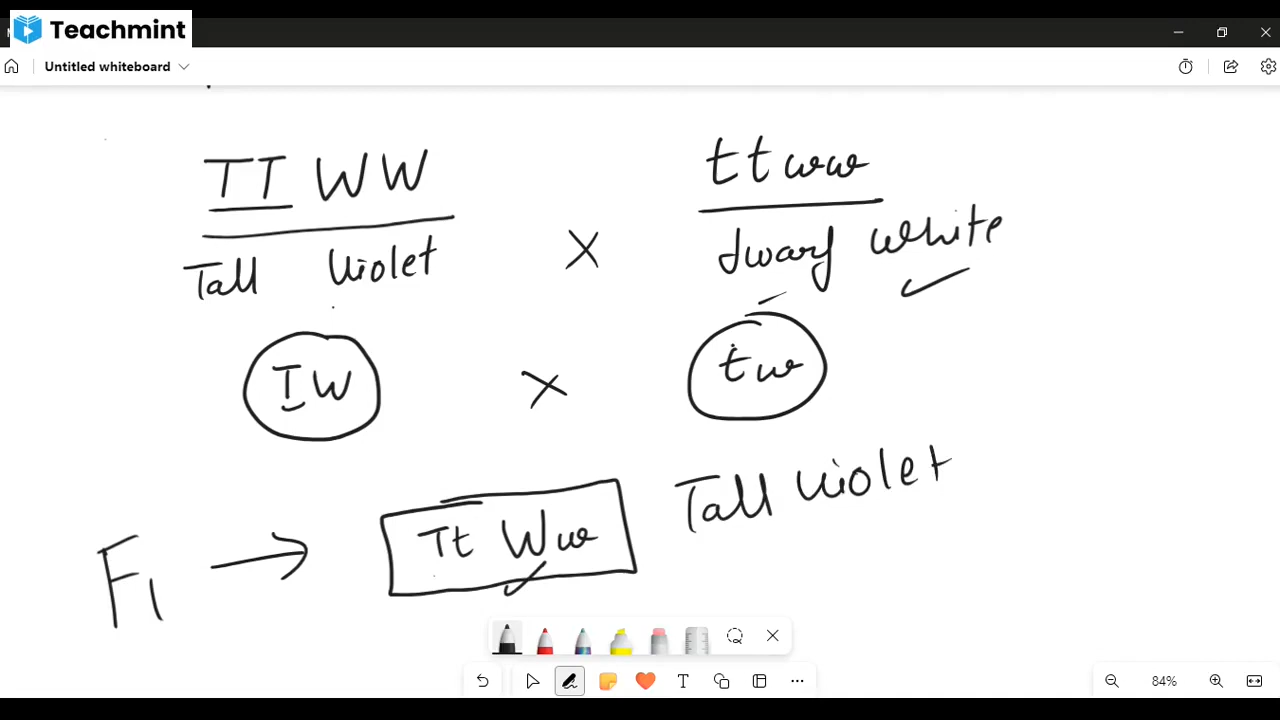 Teachmint
Untitled whiteboard
TT WW ttww
Tall Violet × dwarf white
TW × tw
F1 → Tt Ww Tall Violet
84%